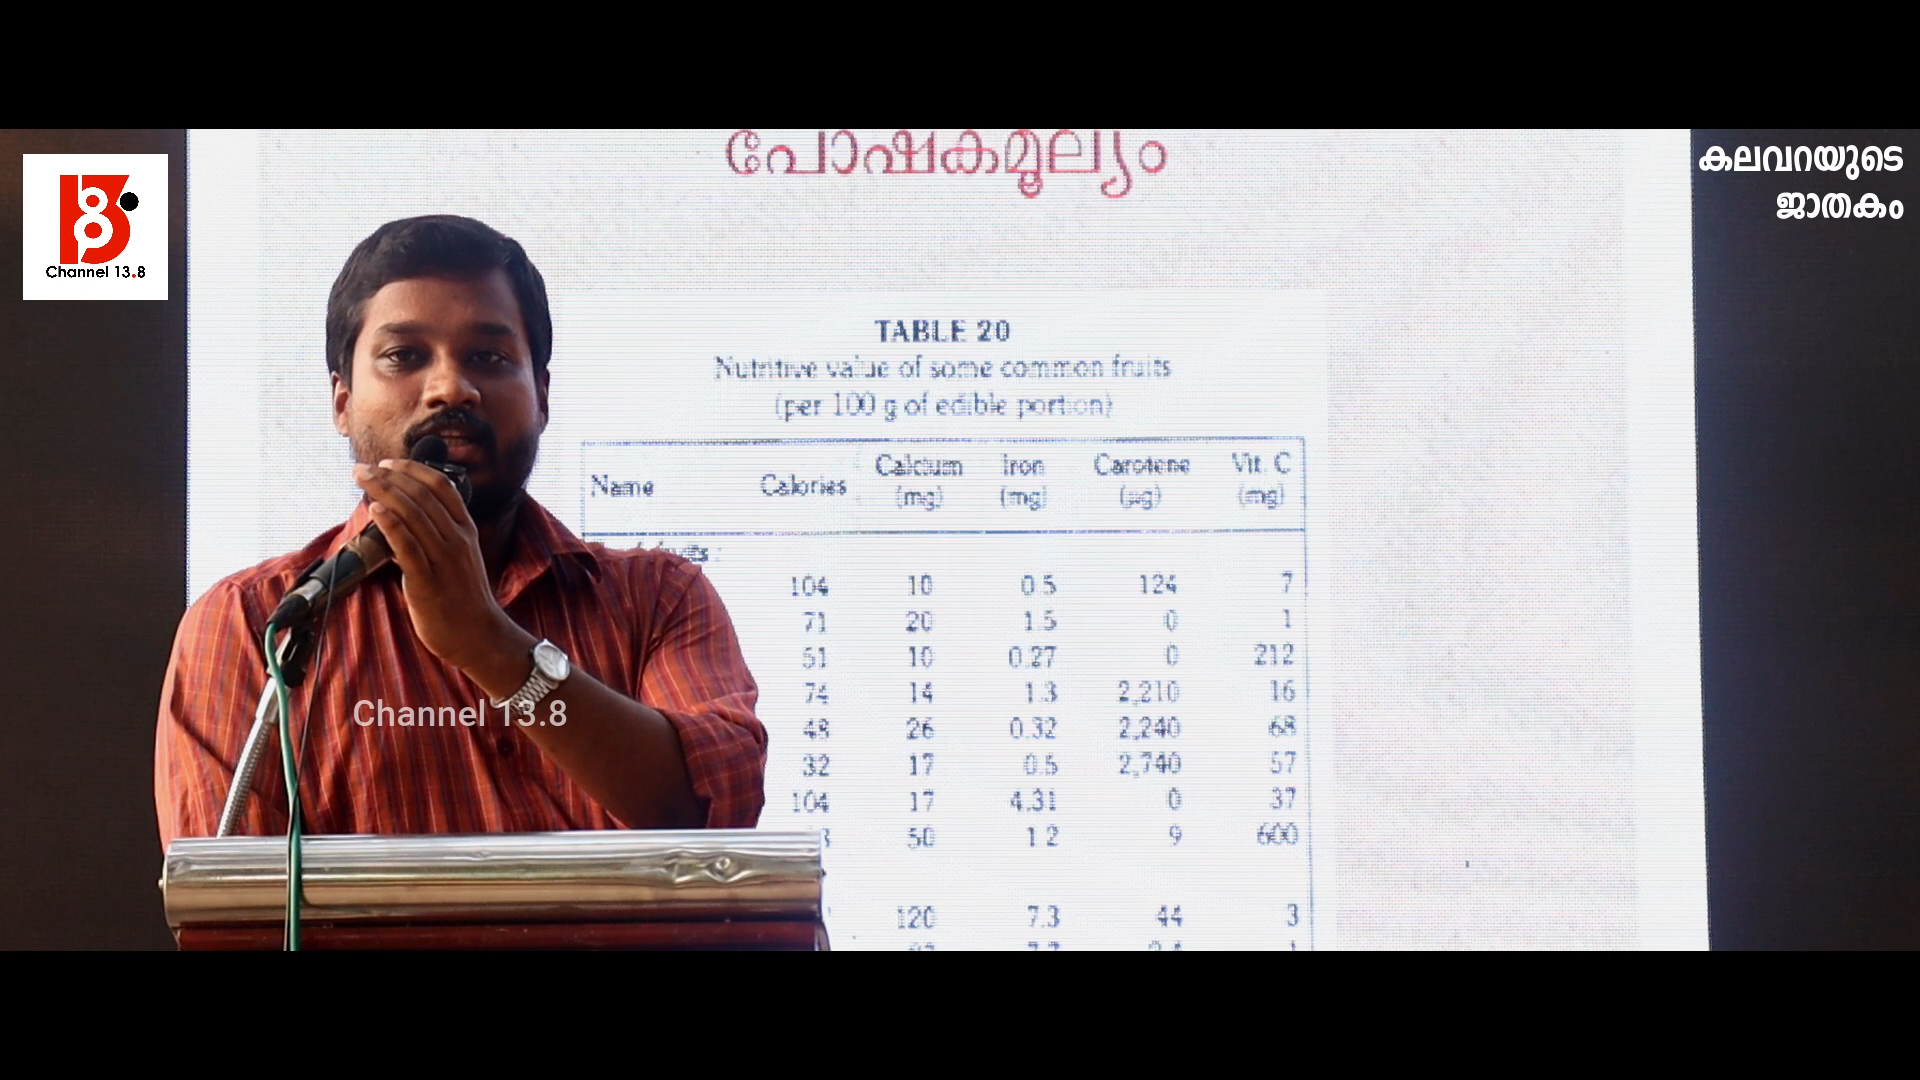 പോഷകമൂല്യം
കലവറയുടെ
ജാതകം
138
Channel 13.8
TABLE 20
Nutritive value of some common fruits
(per 100 g of edible portion)
Name Calories Calcium (mg) Iron (mg) Carotene (µg) Vit. C (mg)
104 10 0.5 124 7
71 20 1.5 0 1
51 10 0.27 0 212
74 14 1.3 2,210 16
48 26 0.32 2,240 68
32 17 0.5 2,740 57
104 17 4.31 0 37
50 1.2 9 600
120 7.3 44 3
Channel 13.8